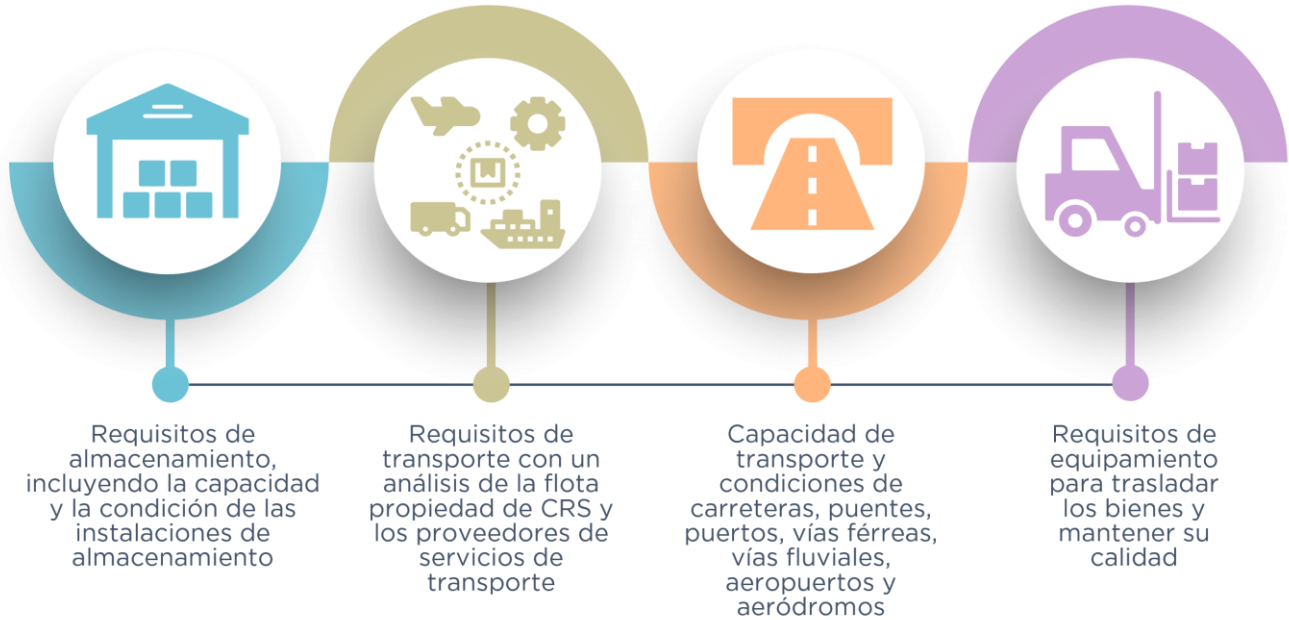 Requisitos de
almacenamiento,
incluyendo la capacidad
y la condición de las
instalaciones de
almacenamiento
Requisitos de
transporte con un
análisis de la flota
propiedad de CRS y
los proveedores de
servicios de
transporte
Capacidad de
transporte y
condiciones de
carreteras, puentes,
puertos, vías férreas,
vías fluviales,
aeropuertos y
aeródromos
Requisitos de
equipamiento
para trasladar
los bienes y
mantener su
calidad